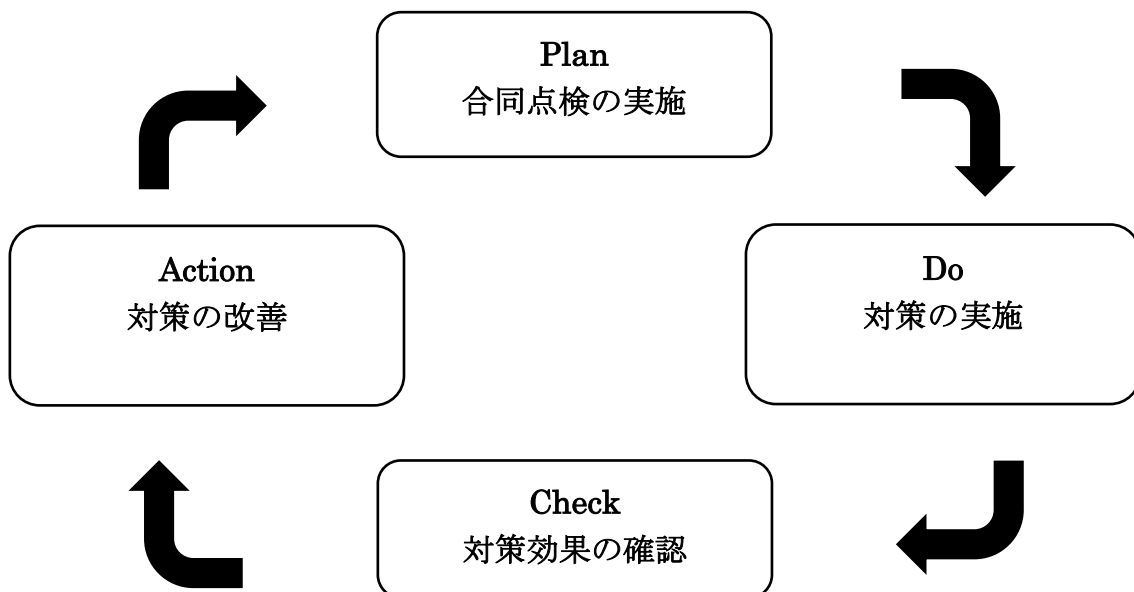 Plan
合同点検の実施
Action
対策の改善
Do
対策の実施
Check
対策効果の確認